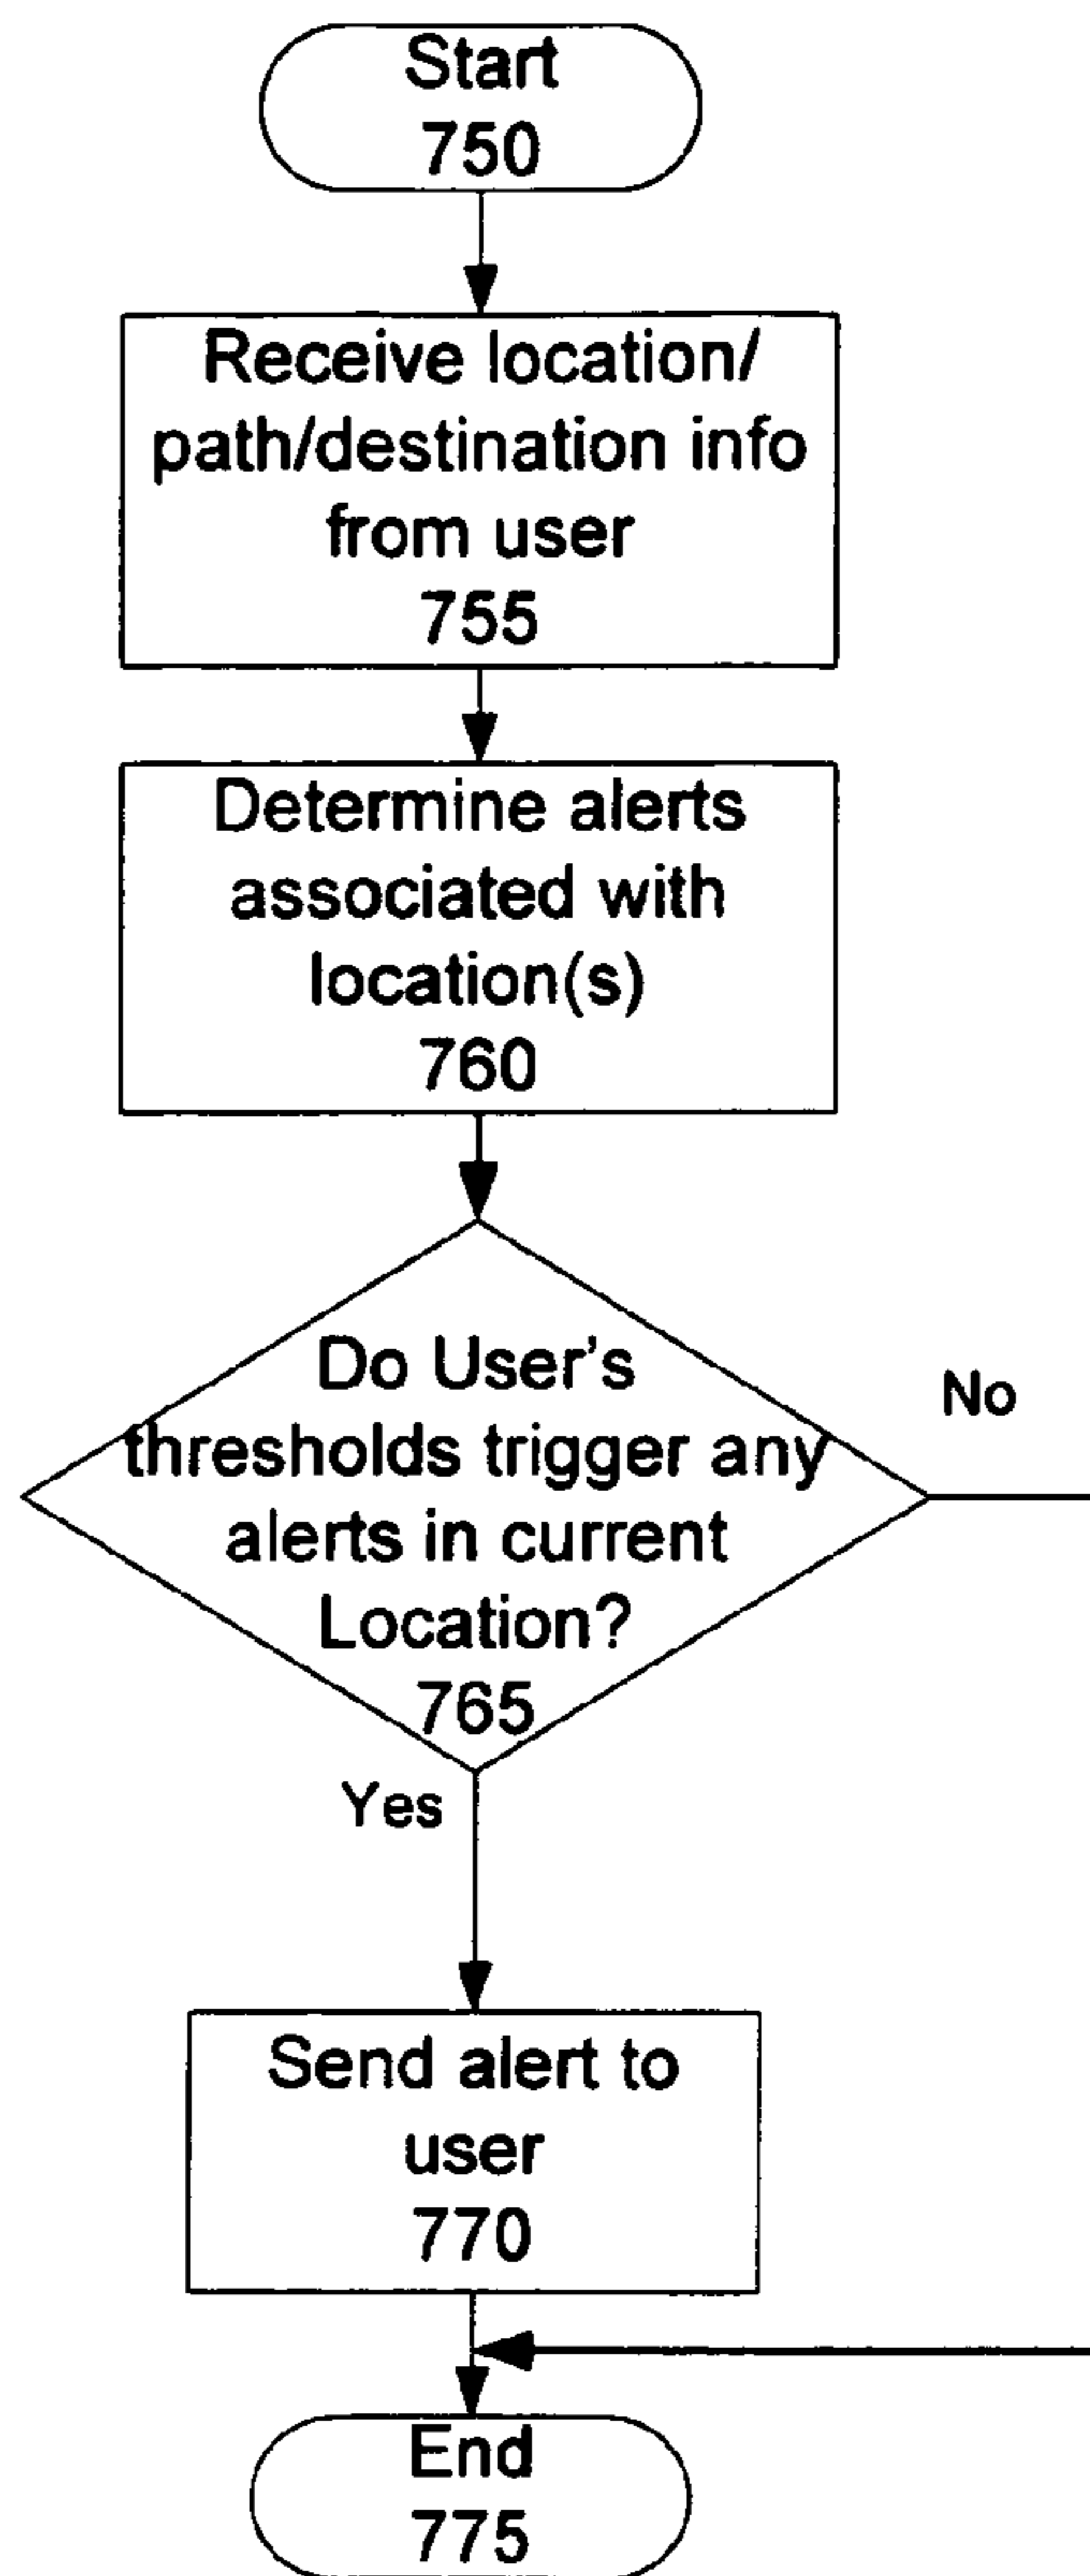 Start
750
Receive location/
path/destination info
from user
755
Determine alerts
associated with
location(s)
760
Do User's
thresholds trigger any
alerts in current
Location?
765
No
Yes
Send alert to
user
770
End
775